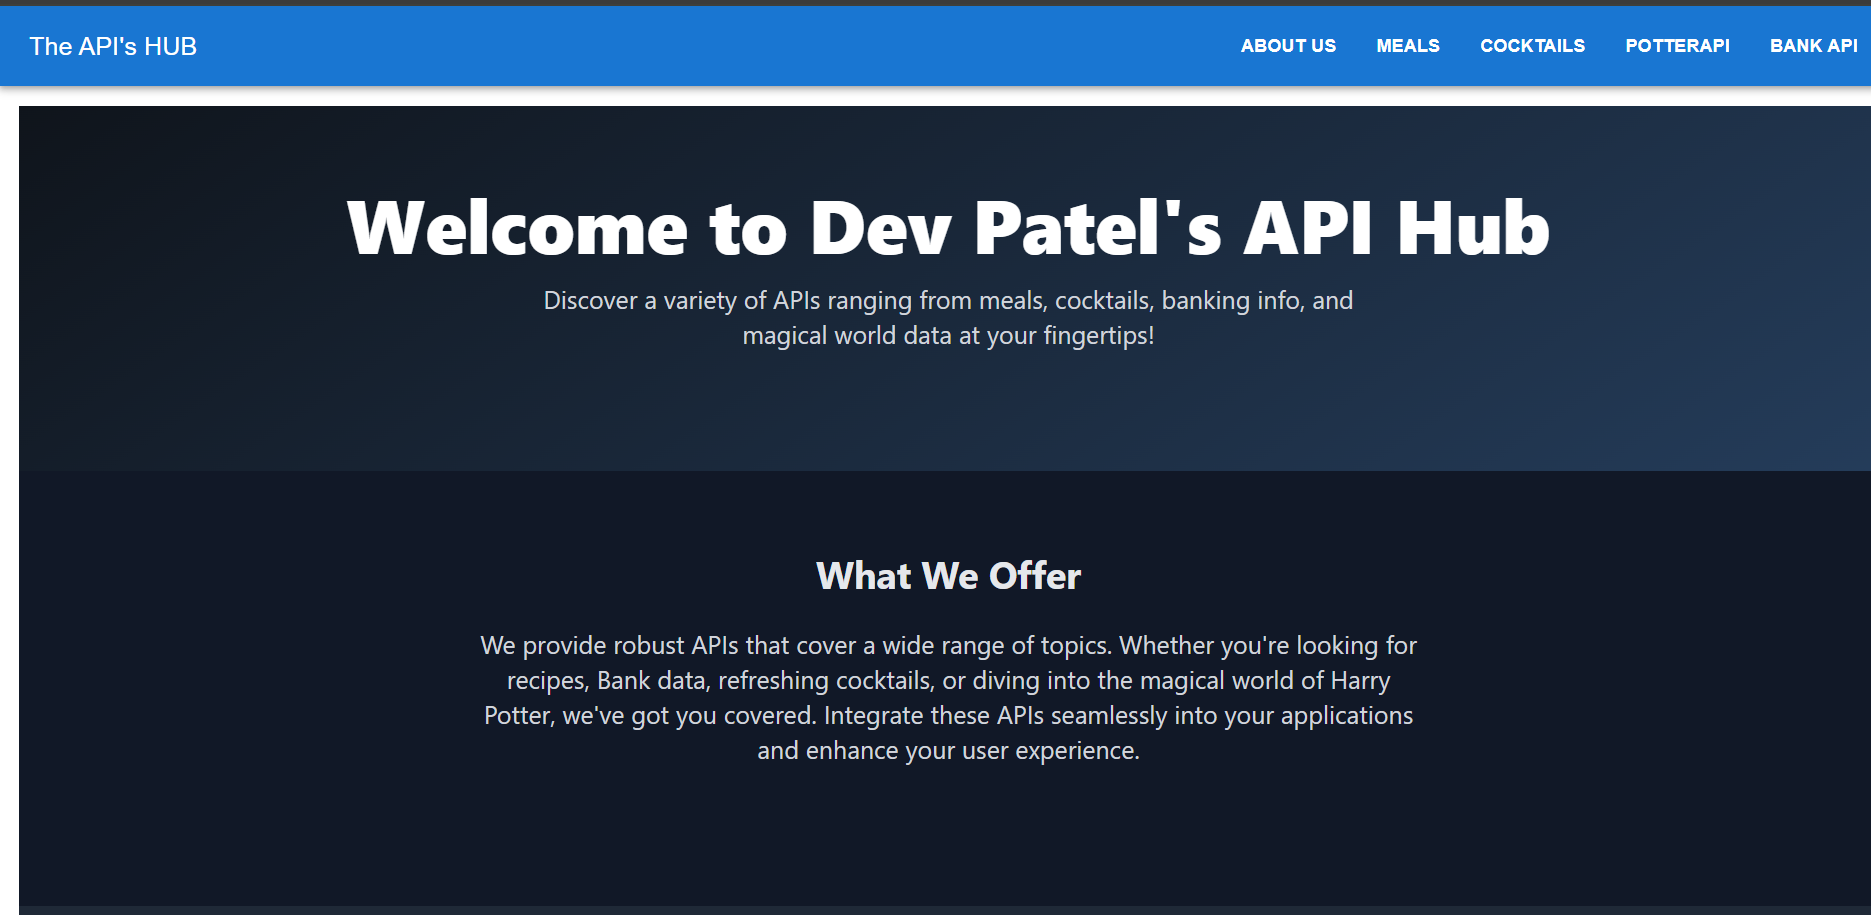 The API's HUB
ABOUT US MEALS COCKTAILS POTTERAPI BANK API
Welcome to Dev Patel's API Hub
Discover a variety of APIs ranging from meals, cocktails, banking info, and
magical world data at your fingertips!
What We Offer
We provide robust APIs that cover a wide range of topics. Whether you're looking for
recipes, Bank data, refreshing cocktails, or diving into the magical world of Harry
Potter, we've got you covered. Integrate these APIs seamlessly into your applications
and enhance your user experience.